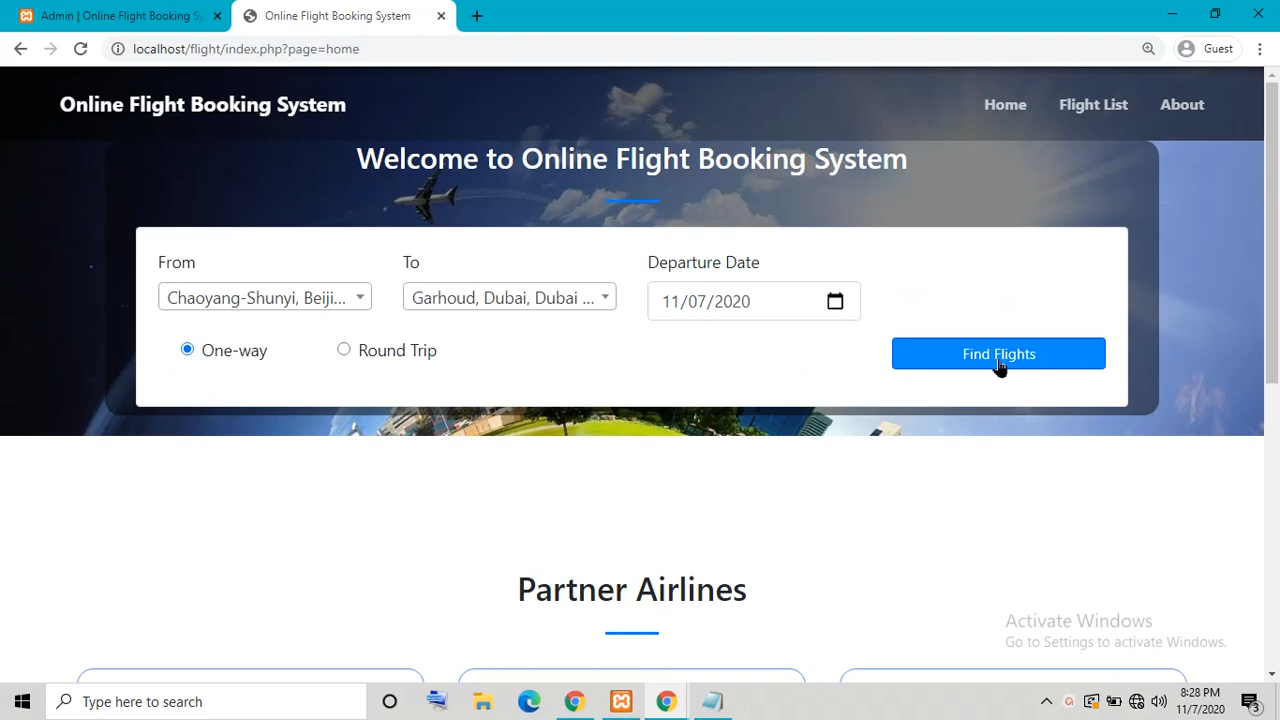 Admin | Online Flight Booking S
Online Flight Booking System
localhost/flight/index.php?page=home
Guest
Online Flight Booking System
Home
Flight List
About
Welcome to Online Flight Booking System
From
To
Departure Date
Chaoyang-Shunyi, Beiji...
Garhoud, Dubai, Dubai ...
11/07/2020
One-way
Round Trip
Find Flights
Partner Airlines
Activate Windows
Go to Settings to activate Windows.
Type here to search
8:28 PM
11/7/2020
3